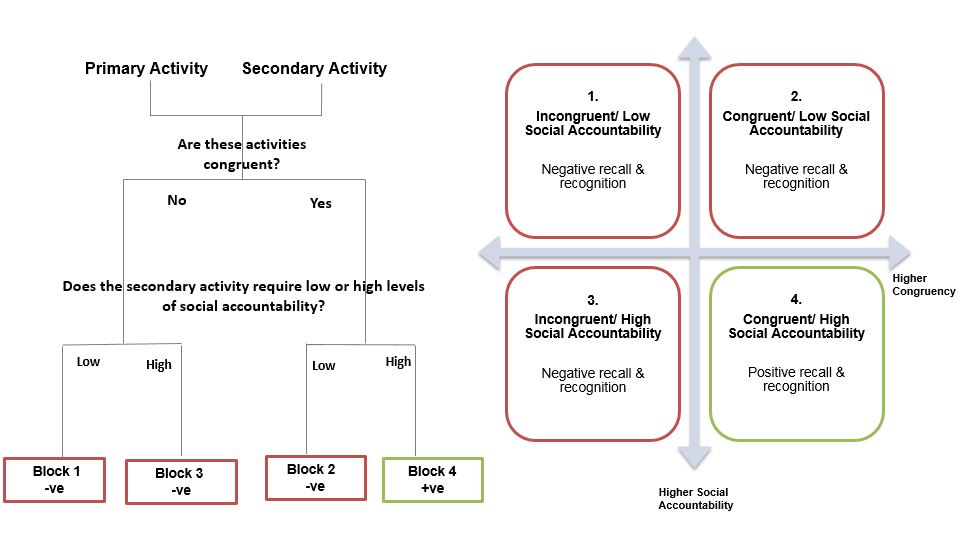 Primary Activity
Secondary Activity
Are these activities
congruent?
No
Yes
Does the secondary activity require low or high levels
of social accountability?
Low
High
Low
High
Block 1
-ve
Block 3
-ve
Block 2
-ve
Block 4
+ve
1.
Incongruent/ Low
Social Accountability
Negative recall &
recognition
2.
Congruent/ Low Social
Accountability
Negative recall &
recognition
3.
Incongruent/ High
Social Accountability
Negative recall &
recognition
4.
Congruent/ High
Social Accountability
Positive recall &
recognition
Higher
Congruency
Higher Social
Accountability